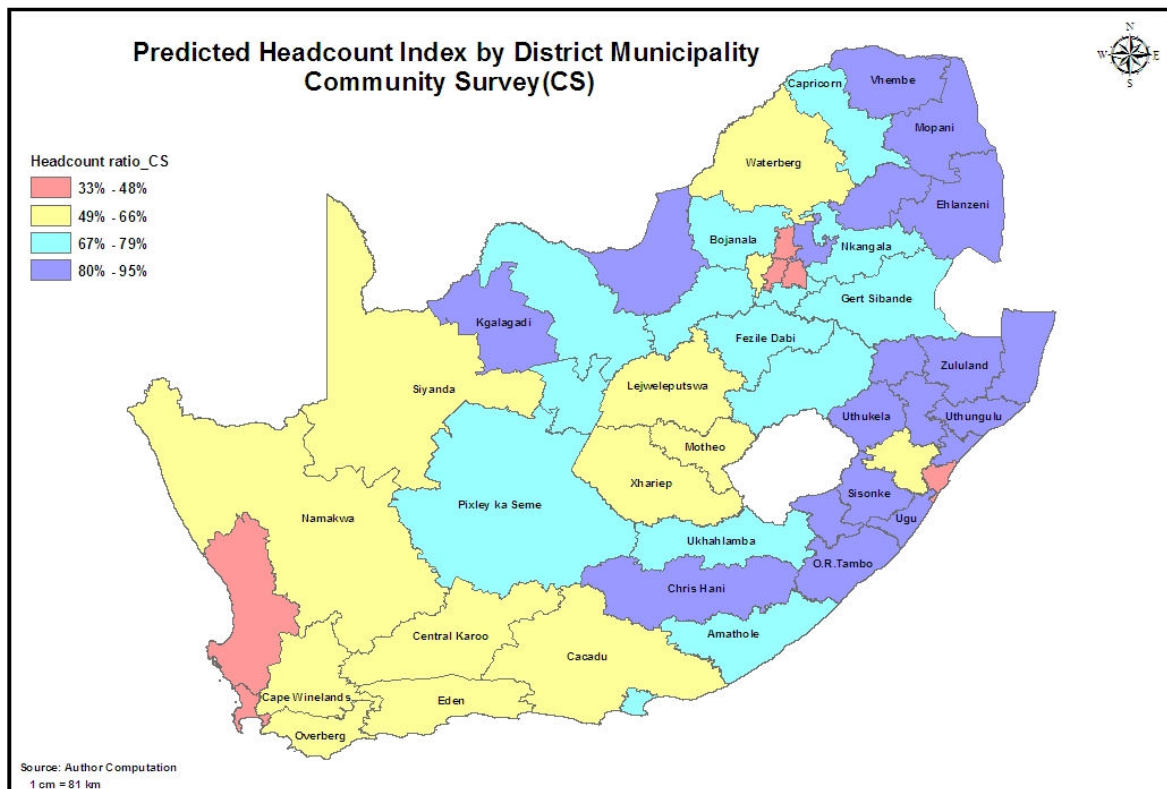 Predicted Headcount Index by District Municipality
Community Survey(CS)
N
W
E
S
Headcount ratio_CS
33% - 48%
49% - 66%
67% - 79%
80% - 95%
Capricorn
Vhembe
Mopani
Waterberg
Ehlanzeni
Bojanala
Nkangala
Gert Sibande
Kgalagadi
Fezile Dabi
Zululand
Siyanda
Lejweleputswa
Uthukela
Uthungulu
Motheo
Xhariep
Sisonke
Namakwa
Pixley ka Seme
Ugu
Ukhahlamba
O.R.Tambo
Chris Hani
Central Karoo
Amathole
Cacadu
Cape Winelands
Eden
Overberg
Source: Author Computation
1 cm = 81 km